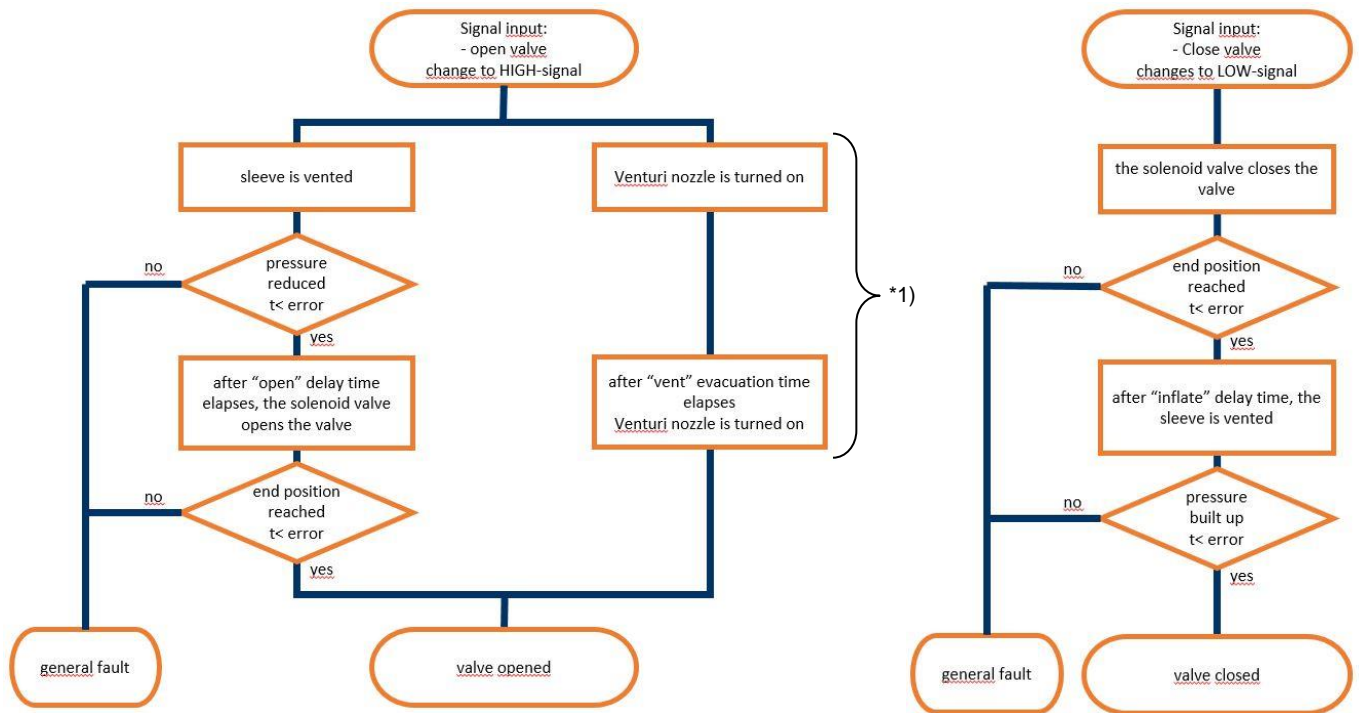 Signal input:
- open valve
change to HIGH-signal
sleeve is vented
Venturi nozzle is turned on
no
pressure
reduced
t< error
yes
after “open” delay time
elapses, the solenoid valve
opens the valve
after “vent” evacuation time
elapses
Venturi nozzle is turned on
*1)
no
end position
reached
t< error
yes
general fault
valve opened
Signal input:
- Close valve
changes to LOW-signal
the solenoid valve closes the
valve
no
end position
reached
t< error
yes
after “inflate” delay time, the
sleeve is vented
no
pressure
built up
t< error
yes
general fault
valve closed